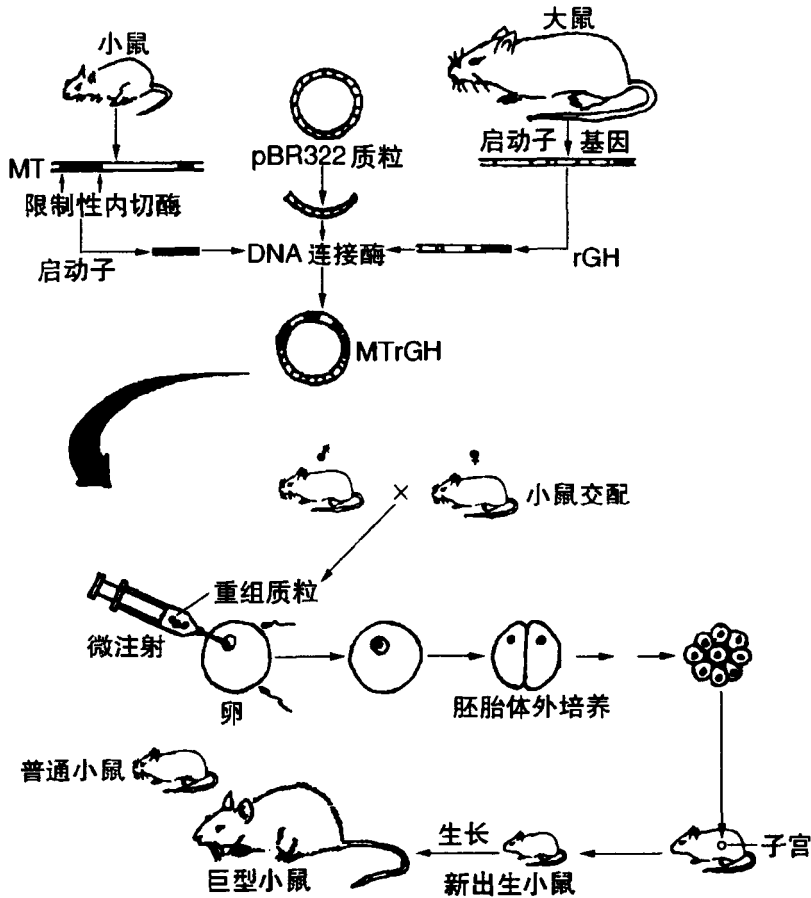 小鼠
大鼠
pBR322质粒
启动子
基因
MT
限制性内切酶
启动子
DNA 连接酶
rGH
MTrGH
♂
♀
×
小鼠交配
重组质粒
微注射
卵
胚胎体外培养
普通小鼠
子宫
生长
巨型小鼠
新出生小鼠